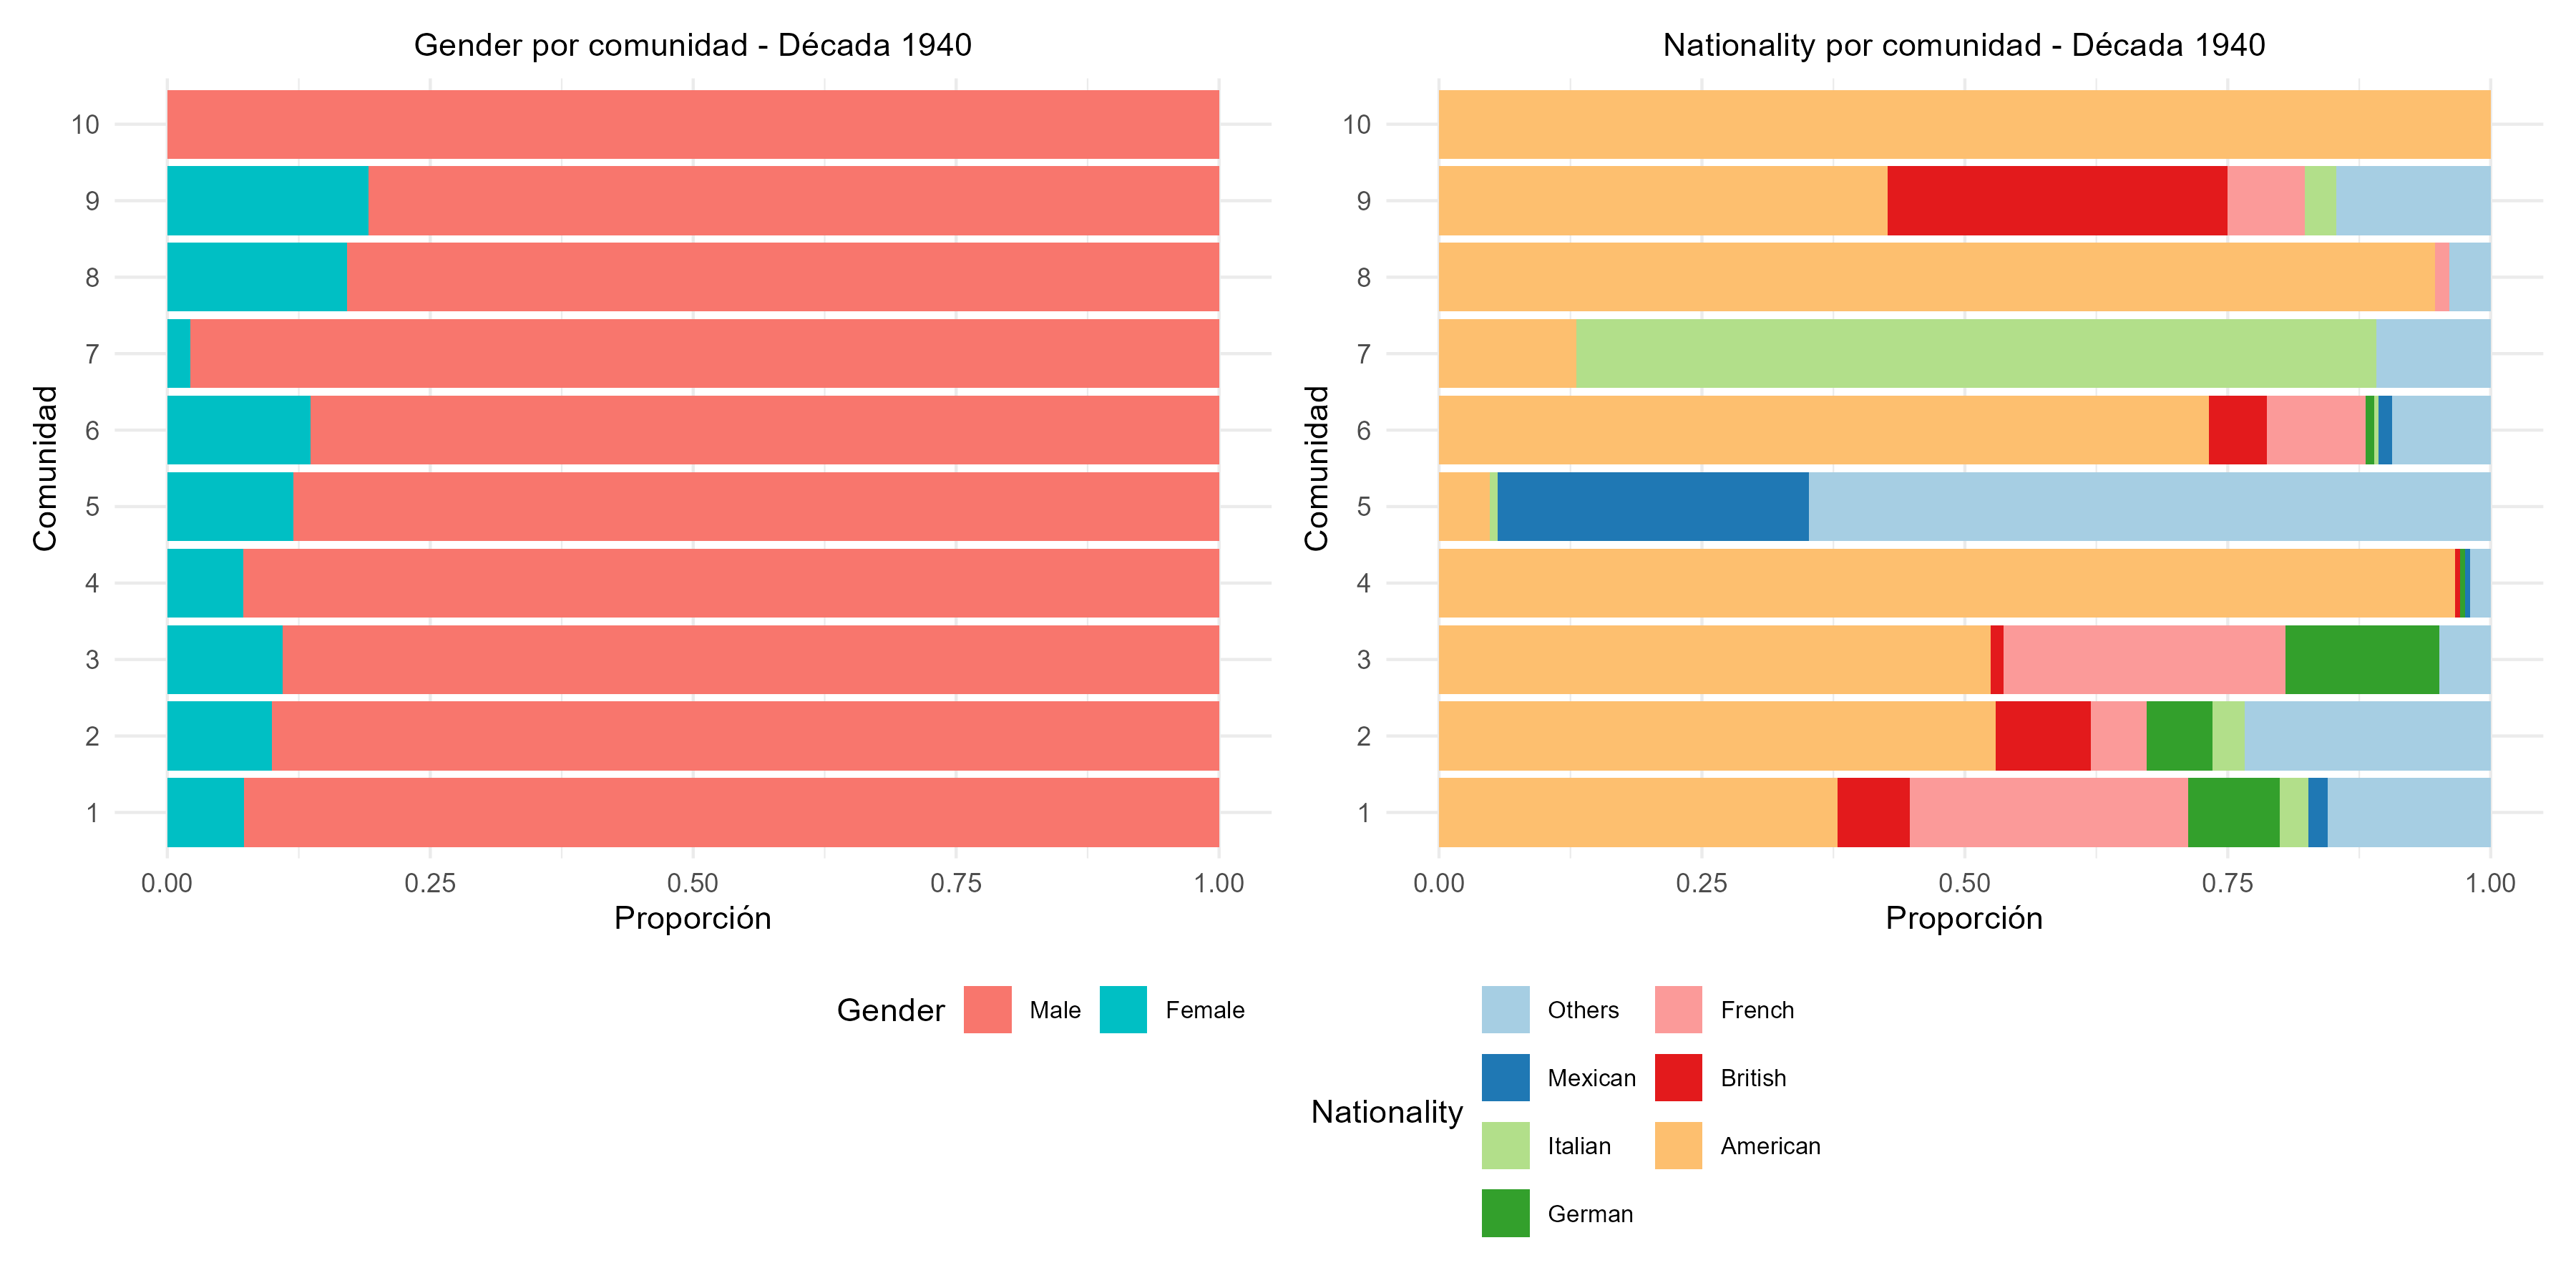 Gender por comunidad - Década 1940
10
9
8
7
6
5
4
3
2
1
Comunidad
0.00 0.25 0.50 0.75 1.00
Proporción
Nationality por comunidad - Década 1940
10
9
8
7
6
5
4
3
2
1
Comunidad
0.00 0.25 0.50 0.75 1.00
Proporción
Gender Male Female
Nationality
Others French
Mexican British
Italian American
German